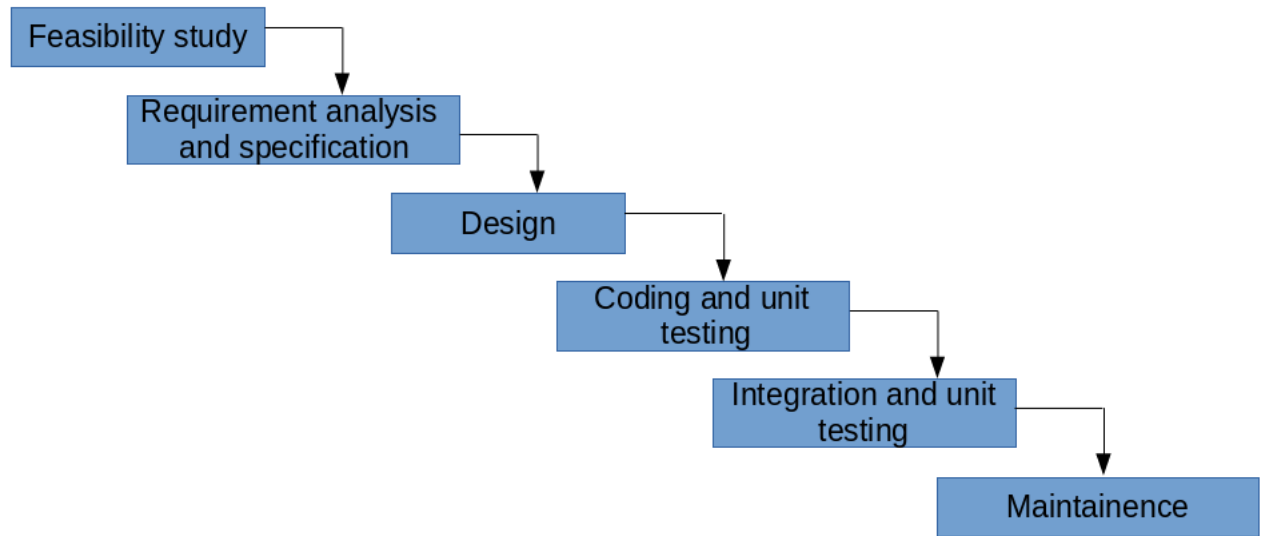 Feasibility study
Requirement analysis
and specification
Design
Coding and unit
testing
Integration and unit
testing
Maintainence